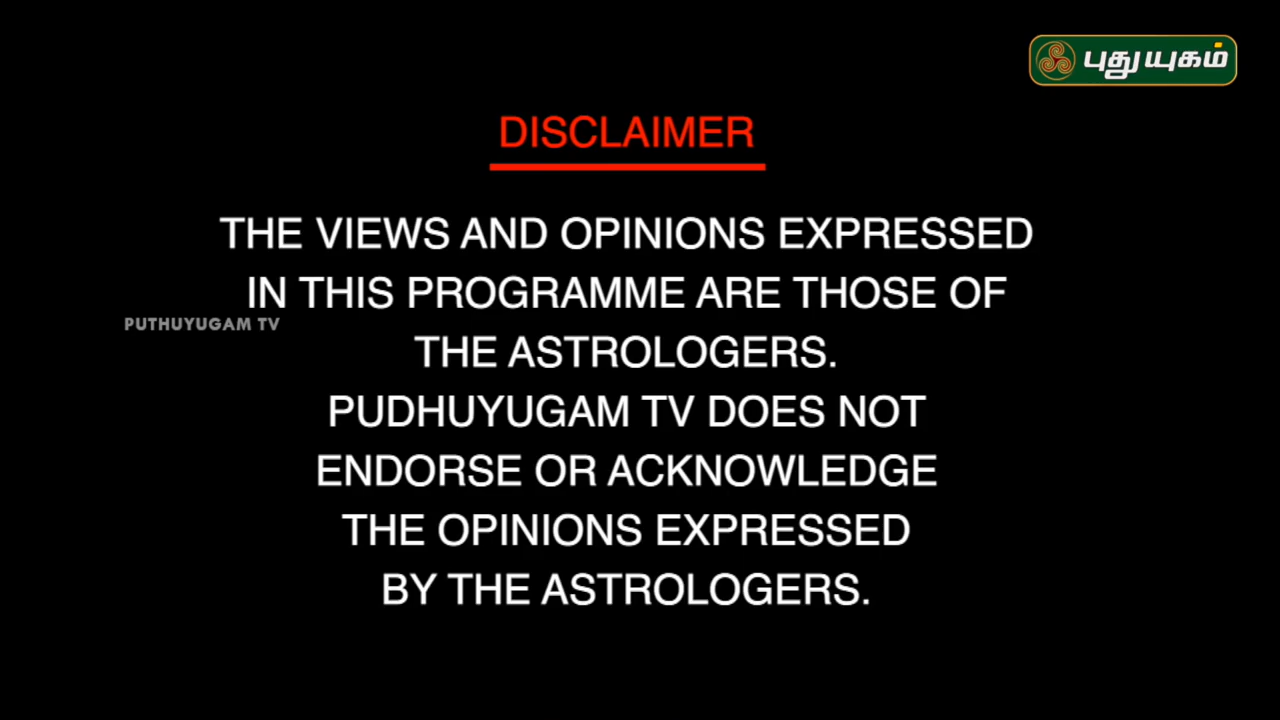 புதுயுகம்
DISCLAIMER
THE VIEWS AND OPINIONS EXPRESSED
IN THIS PROGRAMME ARE THOSE OF
PUTHUYUGAM TV
THE ASTROLOGERS.
PUDHUYUGAM TV DOES NOT
ENDORSE OR ACKNOWLEDGE
THE OPINIONS EXPRESSED
BY THE ASTROLOGERS.